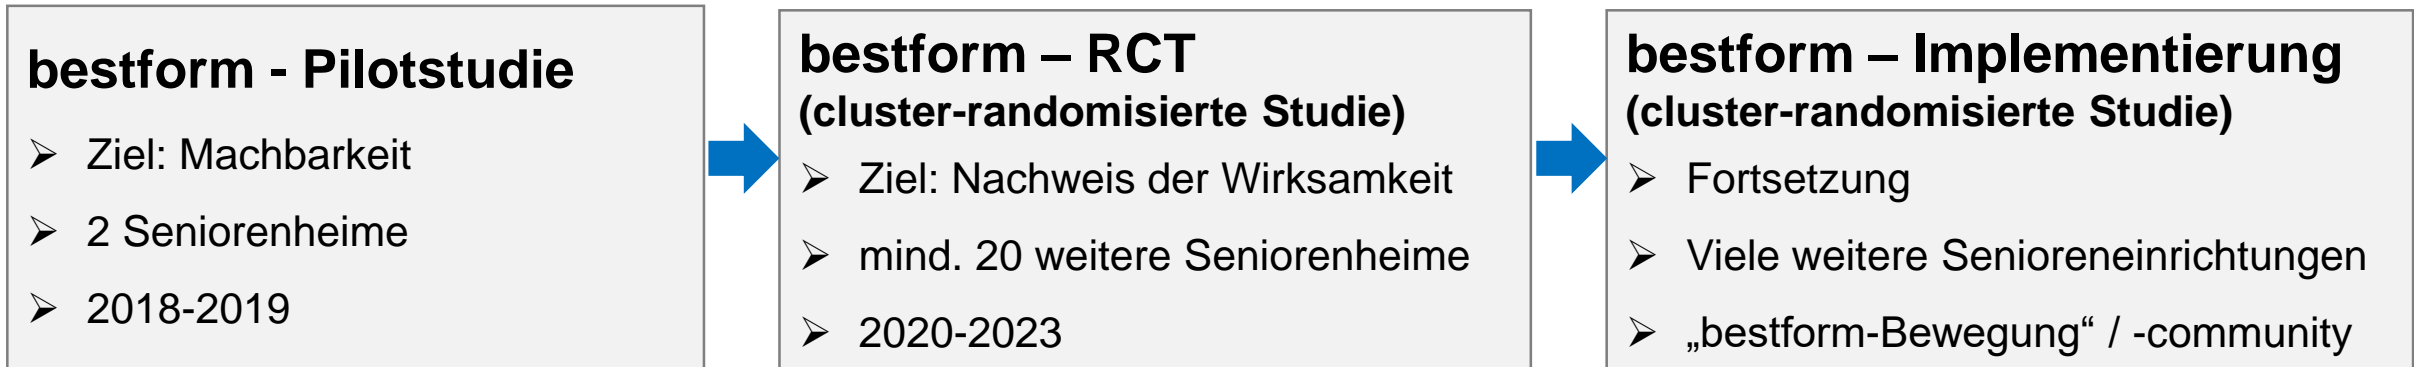 bestform - Pilotstudie
➢ Ziel: Machbarkeit
➢ 2 Seniorenheime
➢ 2018-2019
bestform – RCT
(cluster-randomisierte Studie)
➢ Ziel: Nachweis der Wirksamkeit
➢ mind. 20 weitere Seniorenheime
➢ 2020-2023
bestform – Implementierung
(cluster-randomisierte Studie)
➢ Fortsetzung
➢ Viele weitere Senioreneinrichtungen
➢ „bestform-Bewegung“ / -community